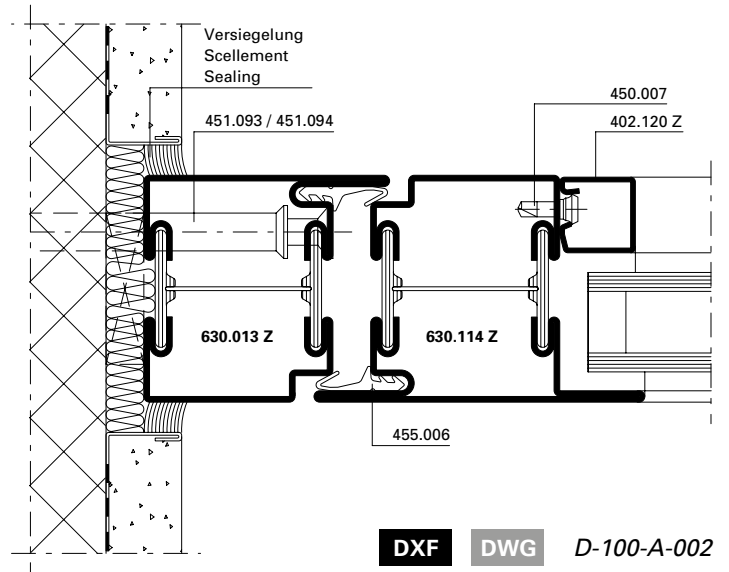 Versiegelung
Scellement
Sealing
451.093 / 451.094
450.007
402.120 Z
630.013 Z
630.114 Z
455.006
DXF
DWG
D-100-A-002